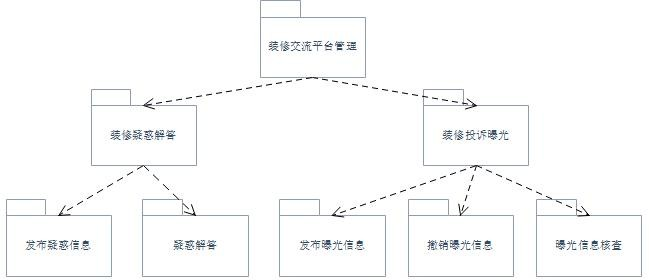 装修交流平台管理
装修疑惑解答
装修投诉曝光
发布疑惑信息
疑惑解答
发布曝光信息
撤销曝光信息
曝光信息核查